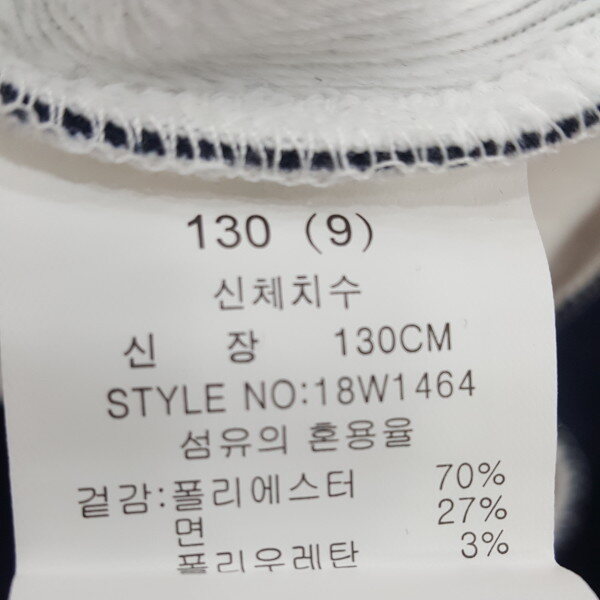 130 (9)
신체치수
신 장 130CM
STYLE NO:18W1464
섬유의 혼용율
겉감:폴리에스터 70%
면 27%
폴리우레탄 3%